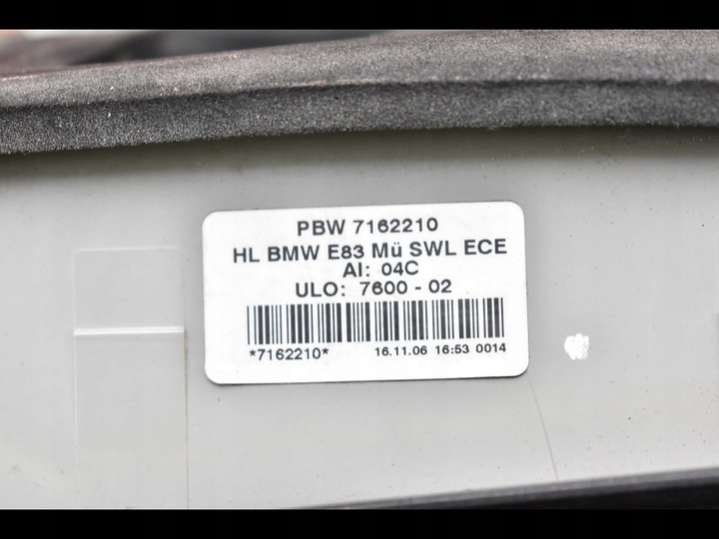 PBW 7162210
HL BMW E83 Mü SWL ECE
AI: 04C
ULO: 7600 - 02
*7162210* 16.11.06 16:53 0014